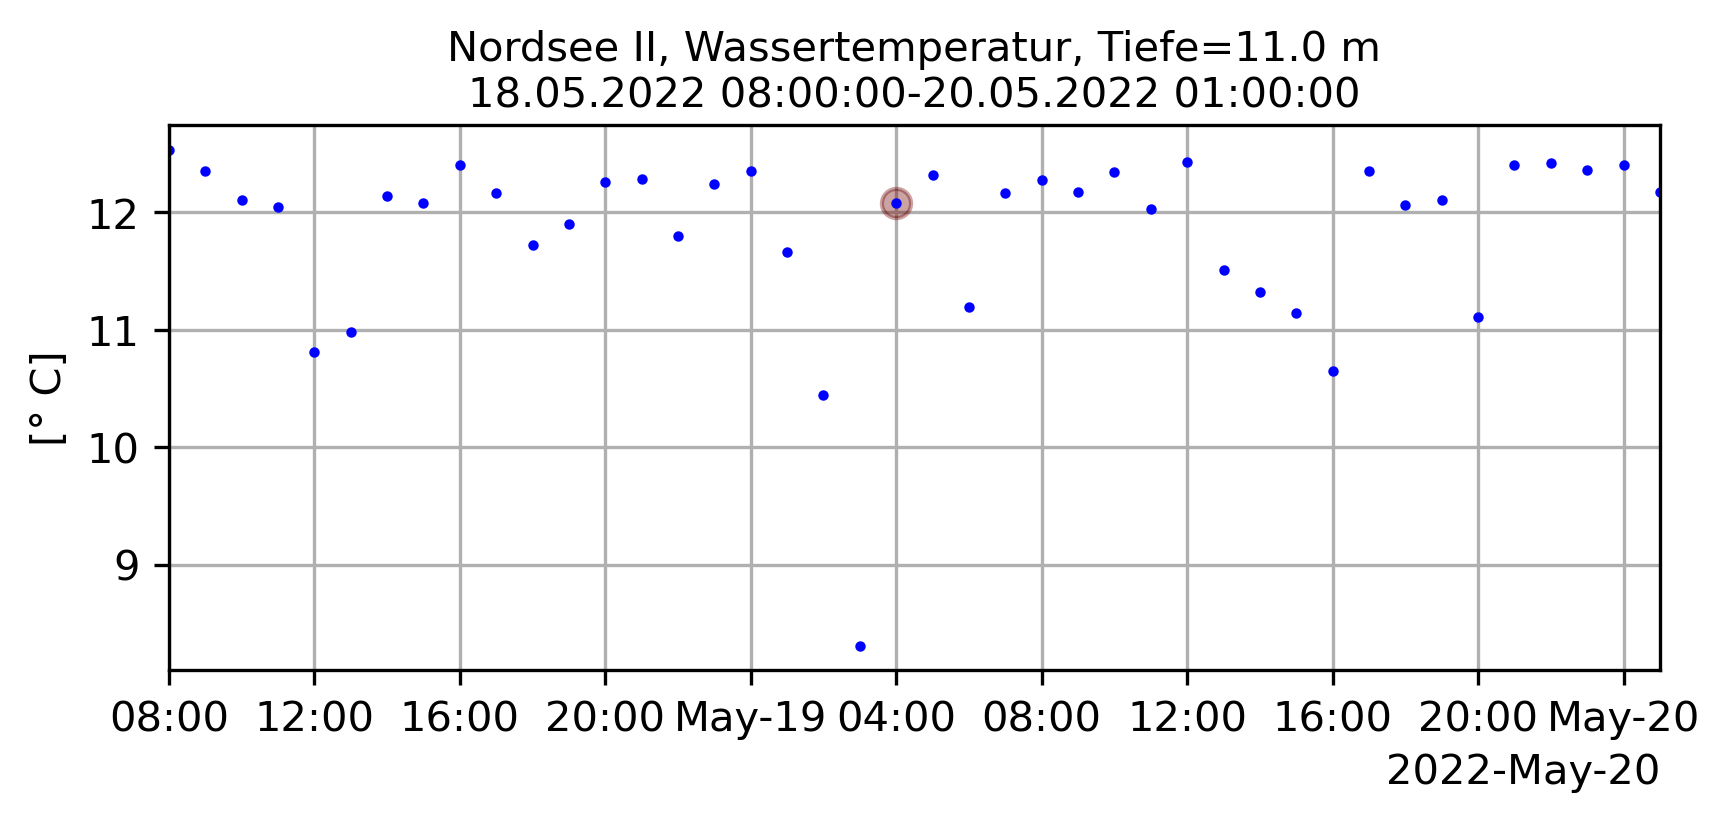 Nordsee II, Wassertemperatur, Tiefe=11.0 m
18.05.2022 08:00:00-20.05.2022 01:00:00
[° C]
12
11
10
9
08:00 12:00 16:00 20:00 May-19 04:00 08:00 12:00 16:00 20:00 May-20
2022-May-20